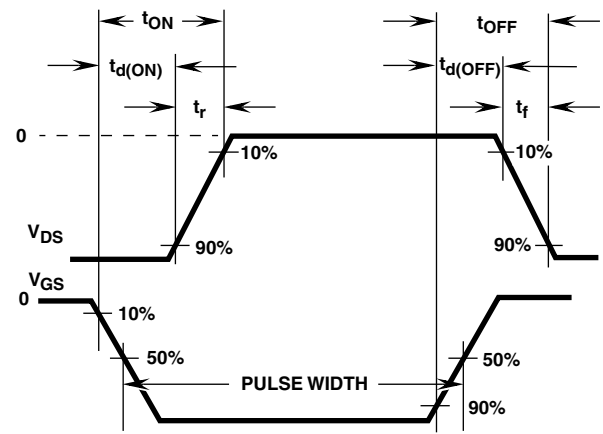 tON tOFF
td(ON) td(OFF)
tr tf
0
10% 10%
VDS 90% 90%
VGS
0
10%
50% 50%
PULSE WIDTH
90%